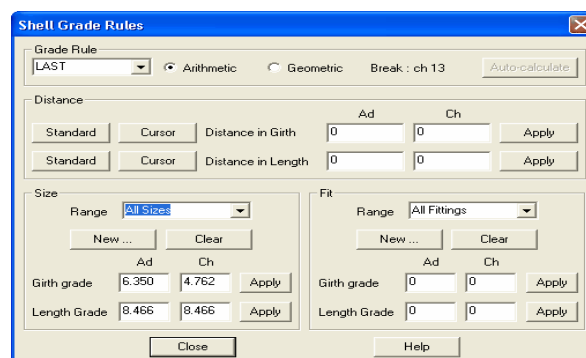 Shell Grade Rules
Grade Rule
LAST Arithmetic Geometric Break : ch 13 Auto-calculate
Distance
Ad Ch
Standard Cursor Distance in Girth 0 0 Apply
Standard Cursor Distance in Length 0 0 Apply
Size Fit
Range All Sizes Range All Fittings
New ... Clear New ... Clear
Ad Ch Ad Ch
Girth grade 6.350 4.762 Apply Girth grade 0 0 Apply
Length Grade 8.466 8.466 Apply Length Grade 0 0 Apply
Close Help